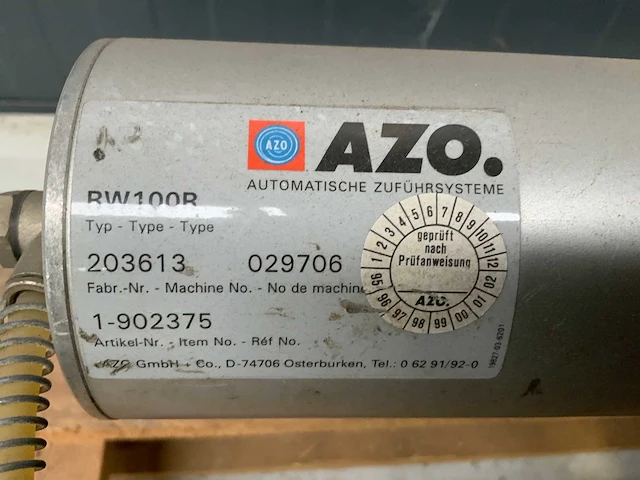 AZO AZO.
AUTOMATISCHE ZUFÜHRSYSTEME
RW100R
Typ - Type - Type
203613 029706
Fabr.-Nr. - Machine No. - No de machine
1-902375
Artikel-Nr. - Item No. - Réf No.
AZO GmbH + Co., D-74706 Osterburken, Tel.: 0 62 91/92-0
1 2 3 4 5 6 7 8 9 10 11 12
geprüft
nach
Prüfanweisung
AZO.
95 96 97 98 99 00 01 02